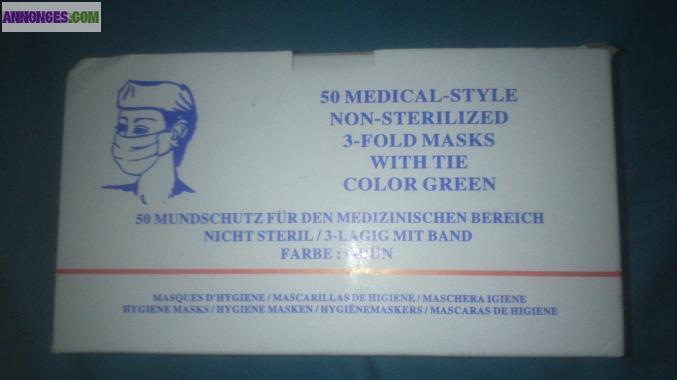 ANNONCES.COM
50 MEDICAL-STYLE
NON-STERILIZED
3-FOLD MASKS
WITH TIE
COLOR GREEN
50 MUNDSCHUTZ FÜR DEN MEDIZINISCHEN BEREICH
NICHT STERIL / 3-LAGIG MIT BAND
FARBE : GRÜN
MASQUES D'HYGIENE / MASCARILLAS DE HIGIENE / MASCHERA IGIENE
HYGIENE MASKS / HYGIENE MASKEN / HYGIËNEMASKERS / MASCARAS DE HIGIENE